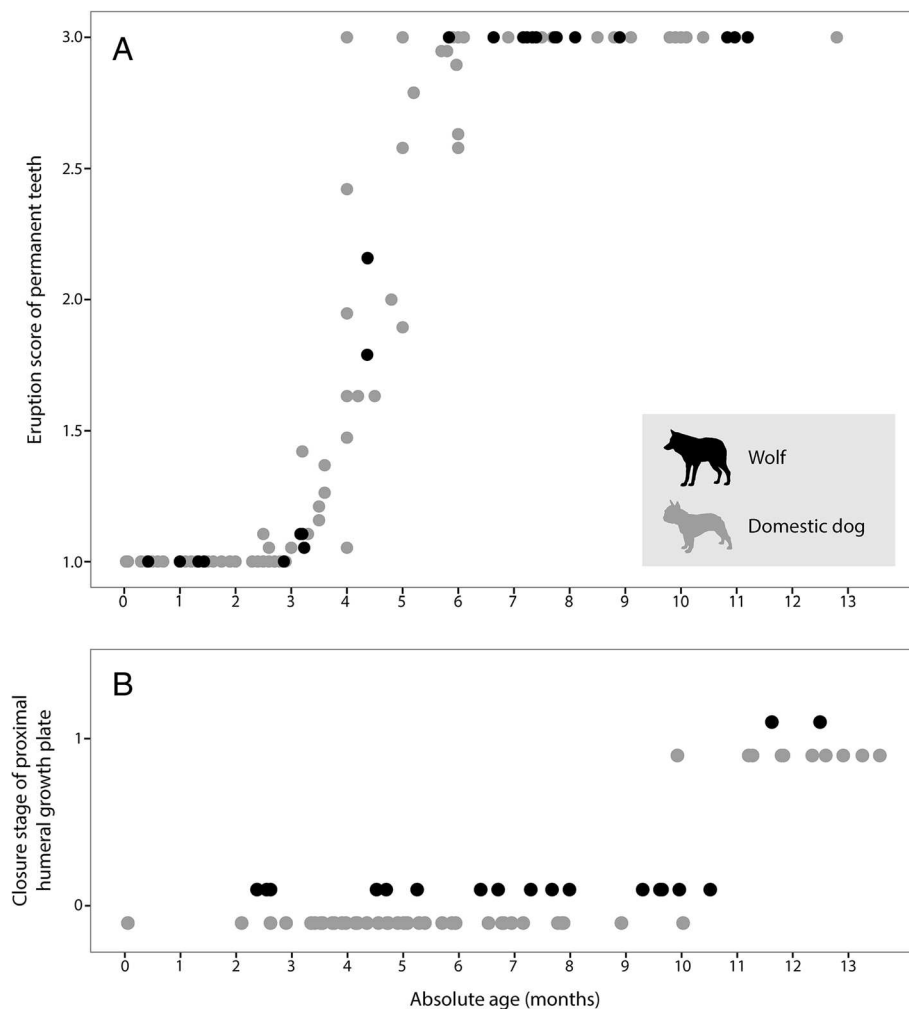 A
3.0
2.5
2.0
1.5
1.0
Eruption score of permanent teeth
Wolf
Domestic dog
0 1 2 3 4 5 6 7 8 9 10 11 12 13
B
1
0
Closure stage of proximal
humeral growth plate
0 1 2 3 4 5 6 7 8 9 10 11 12 13
Absolute age (months)